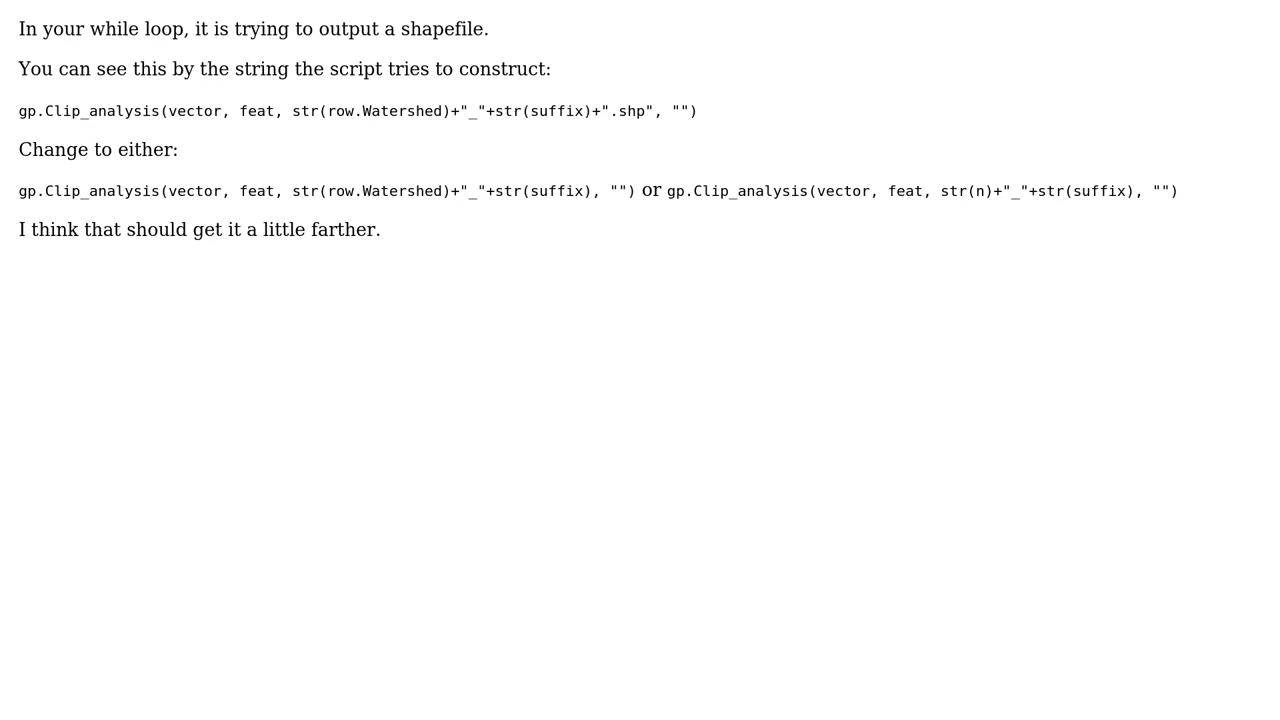 In your while loop, it is trying to output a shapefile.
You can see this by the string the script tries to construct:
gp.Clip_analysis(vector, feat, str(row.Watershed)+"_"+str(suffix)+".shp", "")
Change to either:
gp.Clip_analysis(vector, feat, str(row.Watershed)+"_"+str(suffix), "") or gp.Clip_analysis(vector, feat, str(n)+"_"+str(suffix), "")
I think that should get it a little farther.